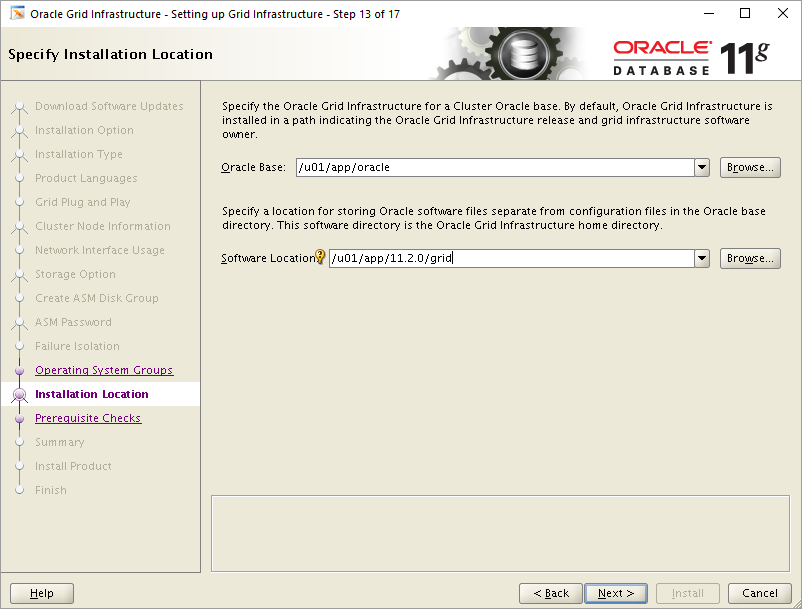 Oracle Grid Infrastructure - Setting up Grid Infrastructure - Step 13 of 17
Specify Installation Location
ORACLE
DATABASE
11g
Download Software Updates
Installation Option
Installation Type
Product Languages
Grid Plug and Play
Cluster Node Information
Network Interface Usage
Storage Option
Create ASM Disk Group
ASM Password
Failure Isolation
Operating System Groups
Installation Location
Prerequisite Checks
Summary
Install Product
Finish
Specify the Oracle Grid Infrastructure for a Cluster Oracle base. By default, Oracle Grid Infrastructure is
installed in a path indicating the Oracle Grid Infrastructure release and grid infrastructure software
owner.
Oracle Base: /u01/app/oracle Browse...
Specify a location for storing Oracle software files separate from configuration files in the Oracle base
directory. This software directory is the Oracle Grid Infrastructure home directory.
Software Location /u01/app/11.2.0/grid Browse...
Help < Back Next > Install Cancel